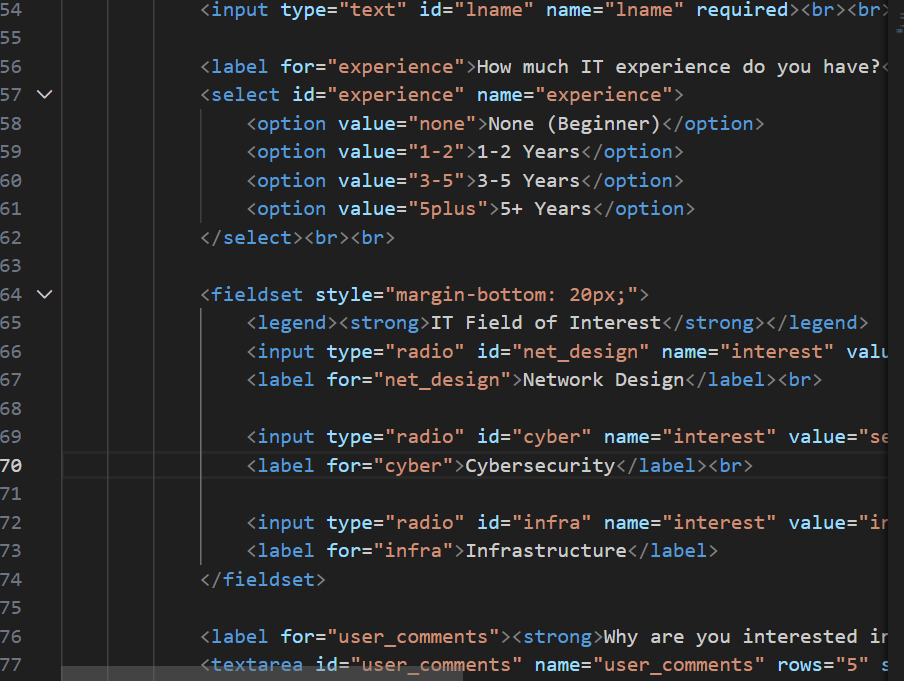 54 <input type="text" id="lname" name="lname" required><br><br>
55
56 <label for="experience">How much IT experience do you have?<
57 <select id="experience" name="experience">
58 <option value="none">None (Beginner)</option>
59 <option value="1-2">1-2 Years</option>
60 <option value="3-5">3-5 Years</option>
61 <option value="5plus">5+ Years</option>
62 </select><br><br>
63
64 <fieldset style="margin-bottom: 20px;">
65 <legend><strong>IT Field of Interest</strong></legend>
66 <input type="radio" id="net_design" name="interest" valu
67 <label for="net_design">Network Design</label><br>
68
69 <input type="radio" id="cyber" name="interest" value="se
70 <label for="cyber">Cybersecurity</label><br>
71
72 <input type="radio" id="infra" name="interest" value="in
73 <label for="infra">Infrastructure</label>
74 </fieldset>
75
76 <label for="user_comments"><strong>Why are you interested in
77 <textarea id="user_comments" name="user_comments" rows="5"